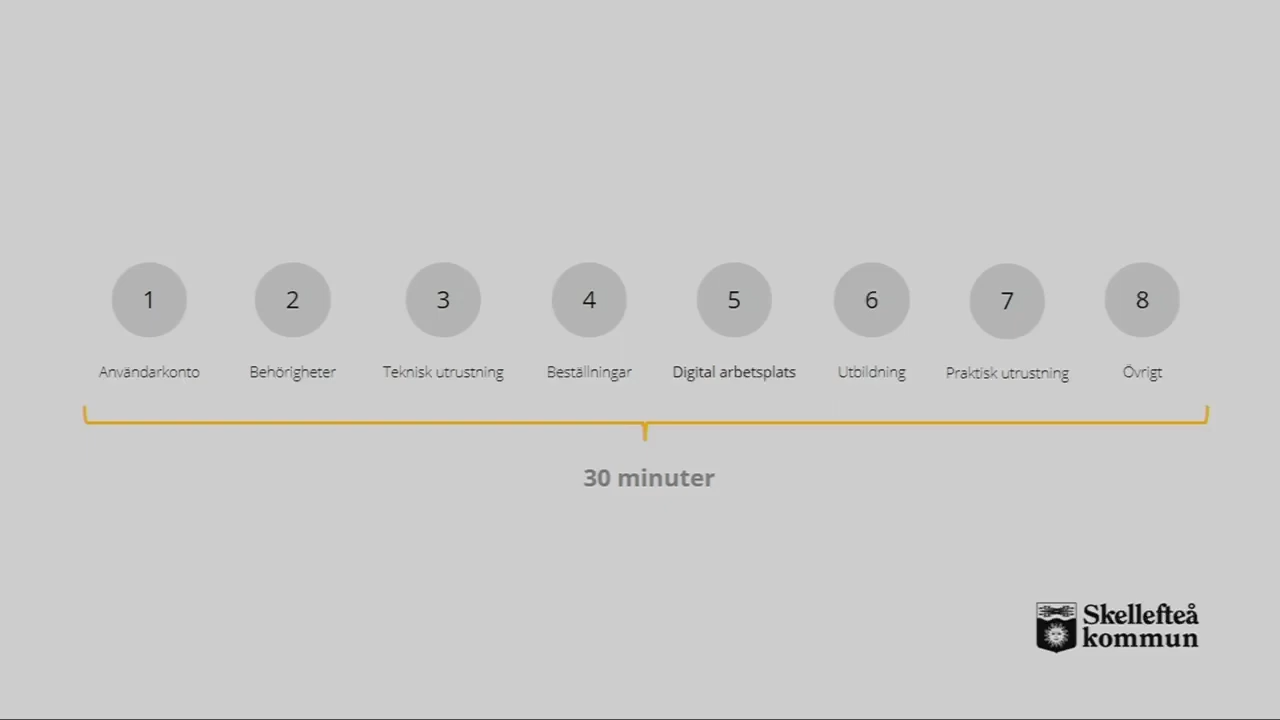 1 2 3 4 5 6 7 8
Användarkonto Behörigheter Teknisk utrustning Beställningar Digital arbetsplats Utbildning Praktisk utrustning Övrigt
30 minuter
Skellefteå
kommun